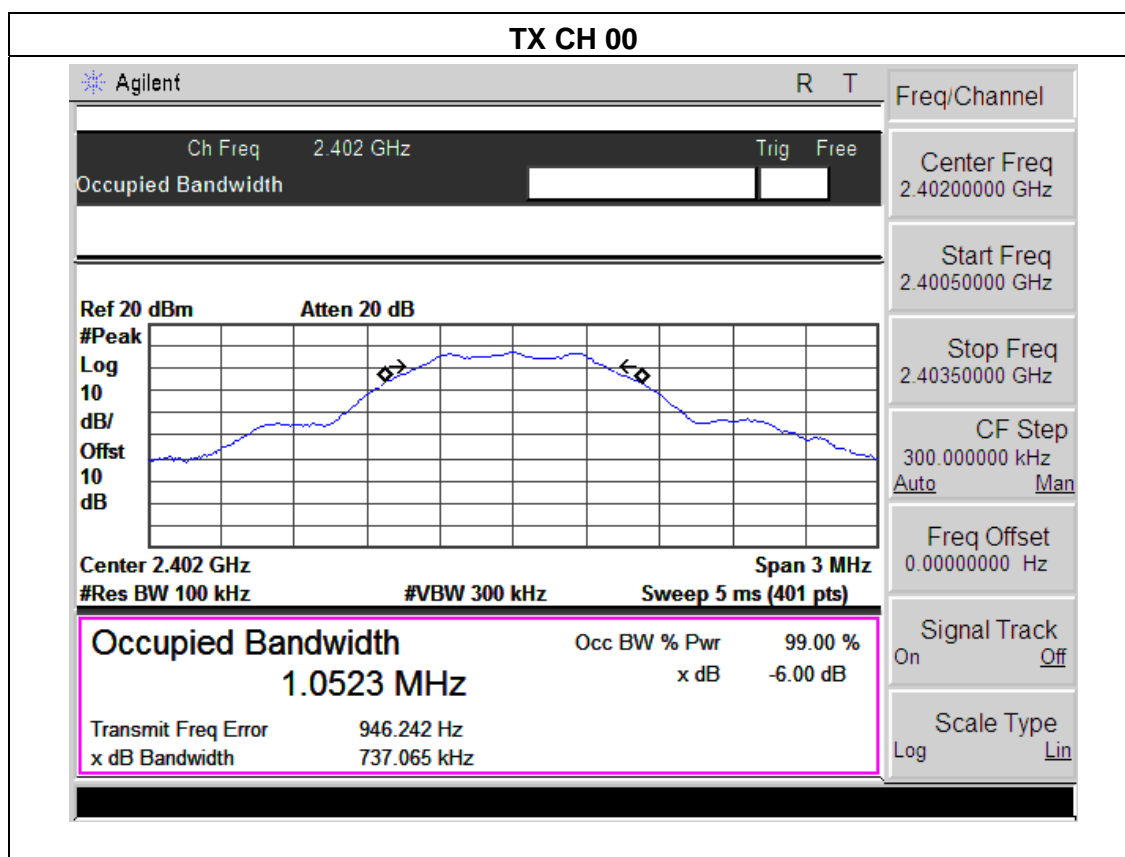 TX CH 00
Agilent R T
Ch Freq 2.402 GHz Trig Free
Occupied Bandwidth
Ref 20 dBm Atten 20 dB
#Peak
Log
10
dB/
Offst
10
dB
Center 2.402 GHz Span 3 MHz
#Res BW 100 kHz #VBW 300 kHz Sweep 5 ms (401 pts)
Occupied Bandwidth Occ BW % Pwr 99.00 %
1.0523 MHz x dB -6.00 dB
Transmit Freq Error 946.242 Hz
x dB Bandwidth 737.065 kHz
Freq/Channel
Center Freq
2.40200000 GHz
Start Freq
2.40050000 GHz
Stop Freq
2.40350000 GHz
CF Step
300.000000 kHz
Auto Man
Freq Offset
0.00000000 Hz
Signal Track
On Off
Scale Type
Log Lin